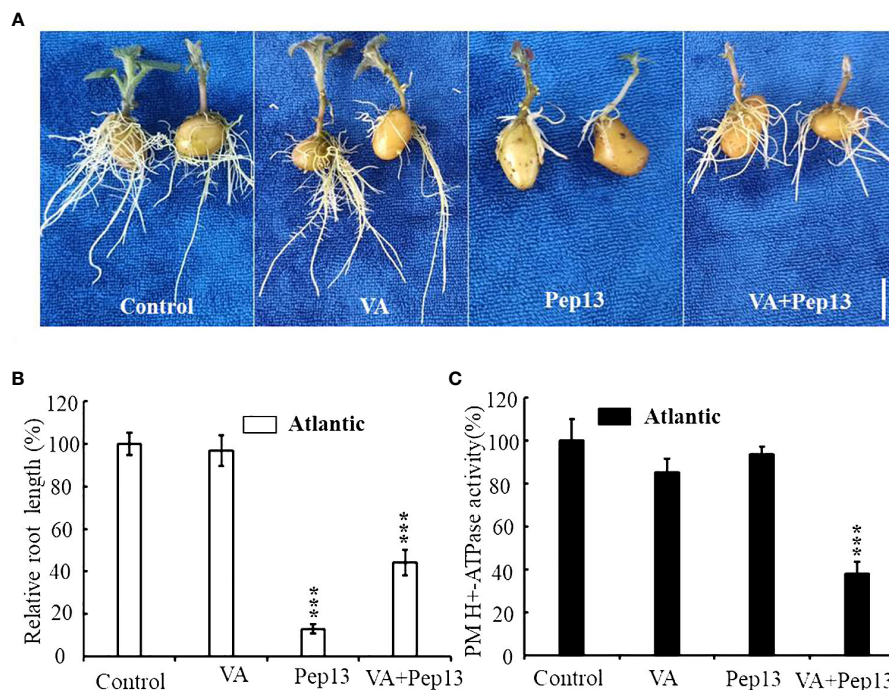 A
Control
VA
Pep13
VA+Pep13
B
120
100
80
60
40
20
0
Relative root length (%)
Atlantic
***
***
Control
VA
Pep13
VA+Pep13
C
120
100
80
60
40
20
0
PM H+-ATPase activity(%)
Atlantic
***
Control
VA
Pep13
VA+Pep13